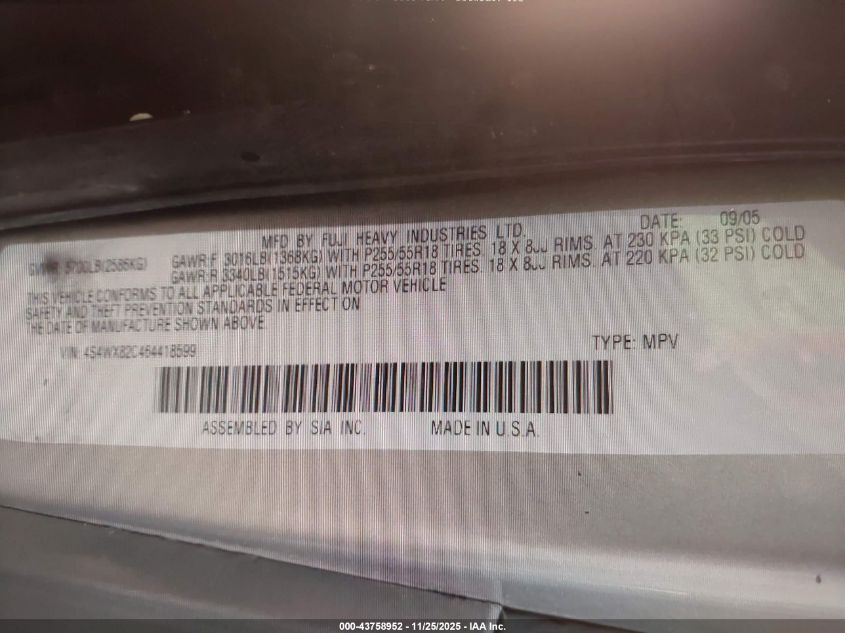 MFD BY FUJI HEAVY INDUSTRIES LTD. DATE: 09/05
GVWR 5700LB(2585KG) GAWR:F 3016LB(1368KG) WITH P255/55R18 TIRES. 18 X 8JJ RIMS. AT 230 KPA (33 PSI) COLD
GAWR:R 3340LB(1515KG) WITH P255/55R18 TIRES. 18 X 8JJ RIMS. AT 220 KPA (32 PSI) COLD
THIS VEHICLE CONFORMS TO ALL APPLICABLE FEDERAL MOTOR VEHICLE
SAFETY AND THEFT PREVENTION STANDARDS IN EFFECT ON
THE DATE OF MANUFACTURE SHOWN ABOVE.
VIN: 4S4WX82C464418599 TYPE: MPV
ASSEMBLED BY SIA INC. MADE IN U.S.A.
000-43758952 - 11/25/2025 - IAA Inc.